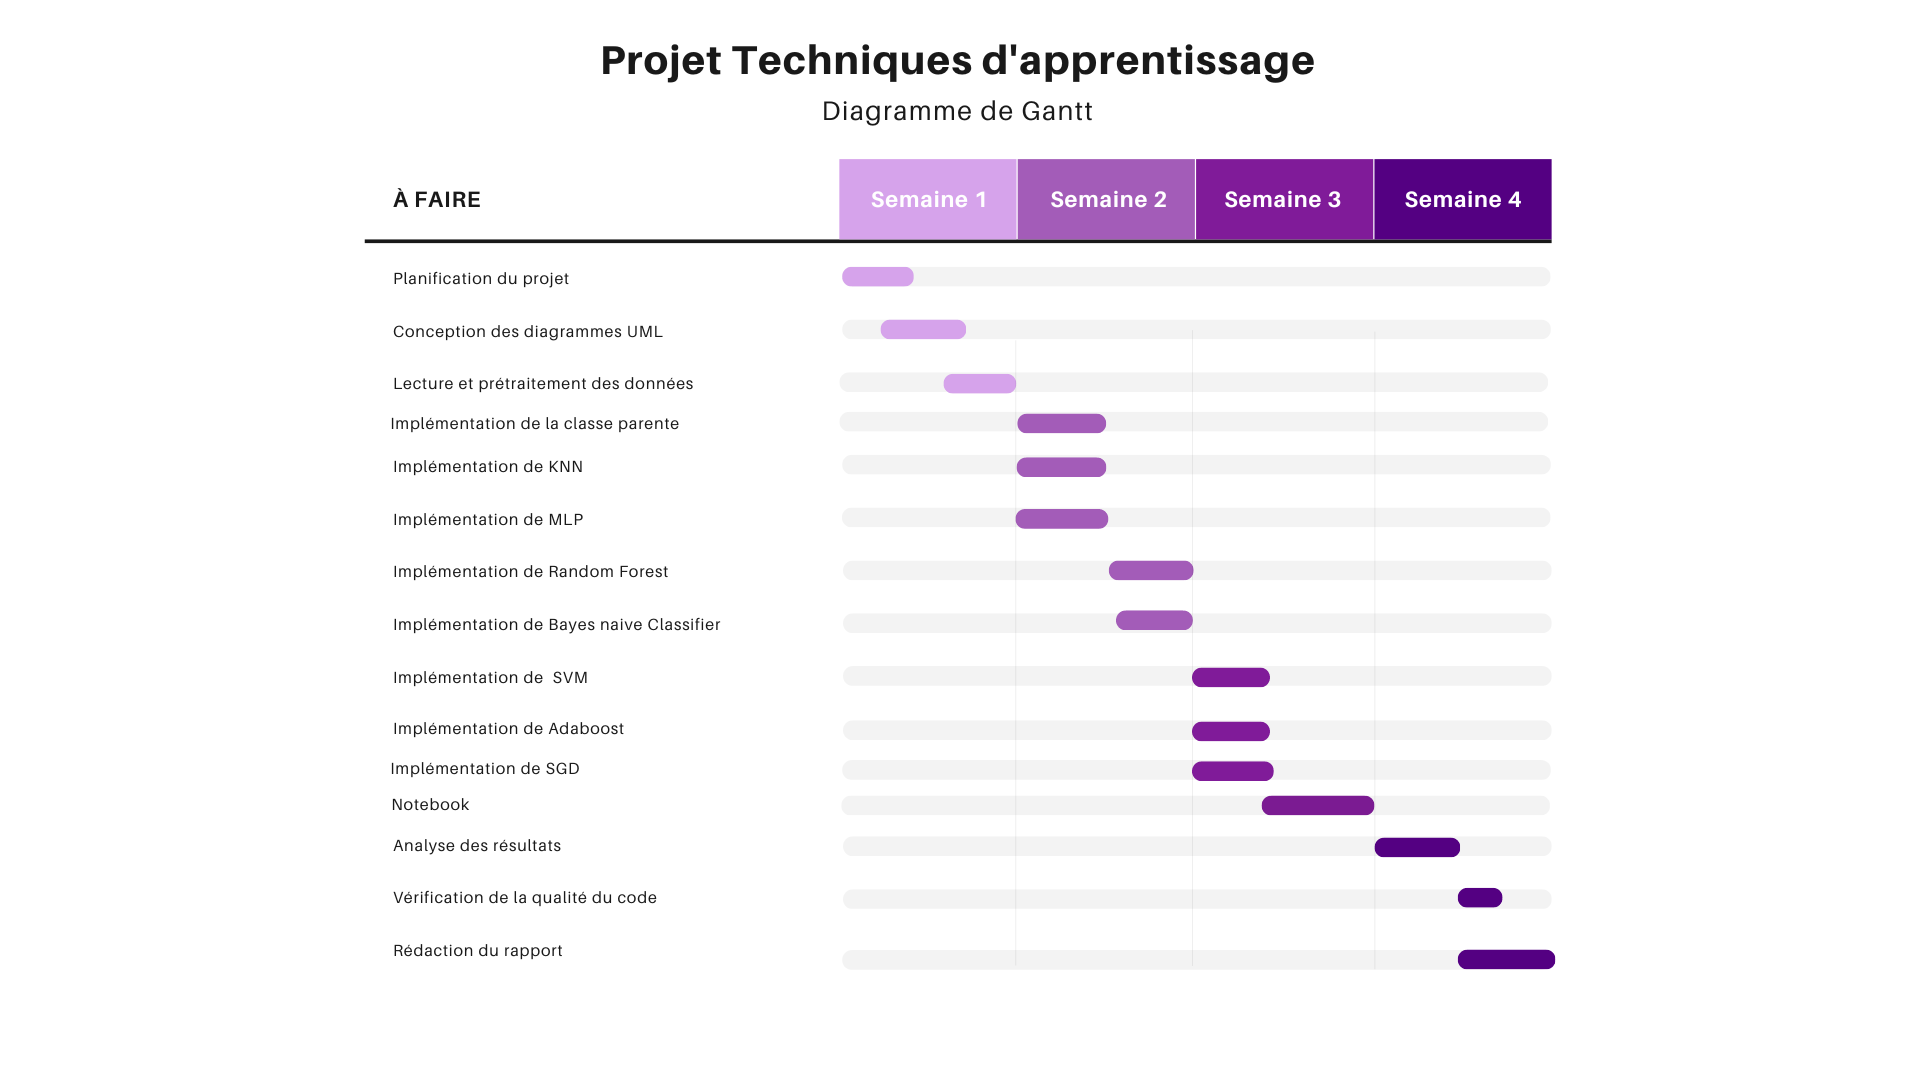 Projet Techniques d'apprentissage
Diagramme de Gantt
À FAIRE
Semaine 1
Semaine 2
Semaine 3
Semaine 4
Planification du projet
Conception des diagrammes UML
Lecture et prétraitement des données
Implémentation de la classe parente
Implémentation de KNN
Implémentation de MLP
Implémentation de Random Forest
Implémentation de Bayes naive Classifier
Implémentation de  SVM
Implémentation de Adaboost
Implémentation de SGD
Notebook
Analyse des résultats
Vérification de la qualité du code
Rédaction du rapport